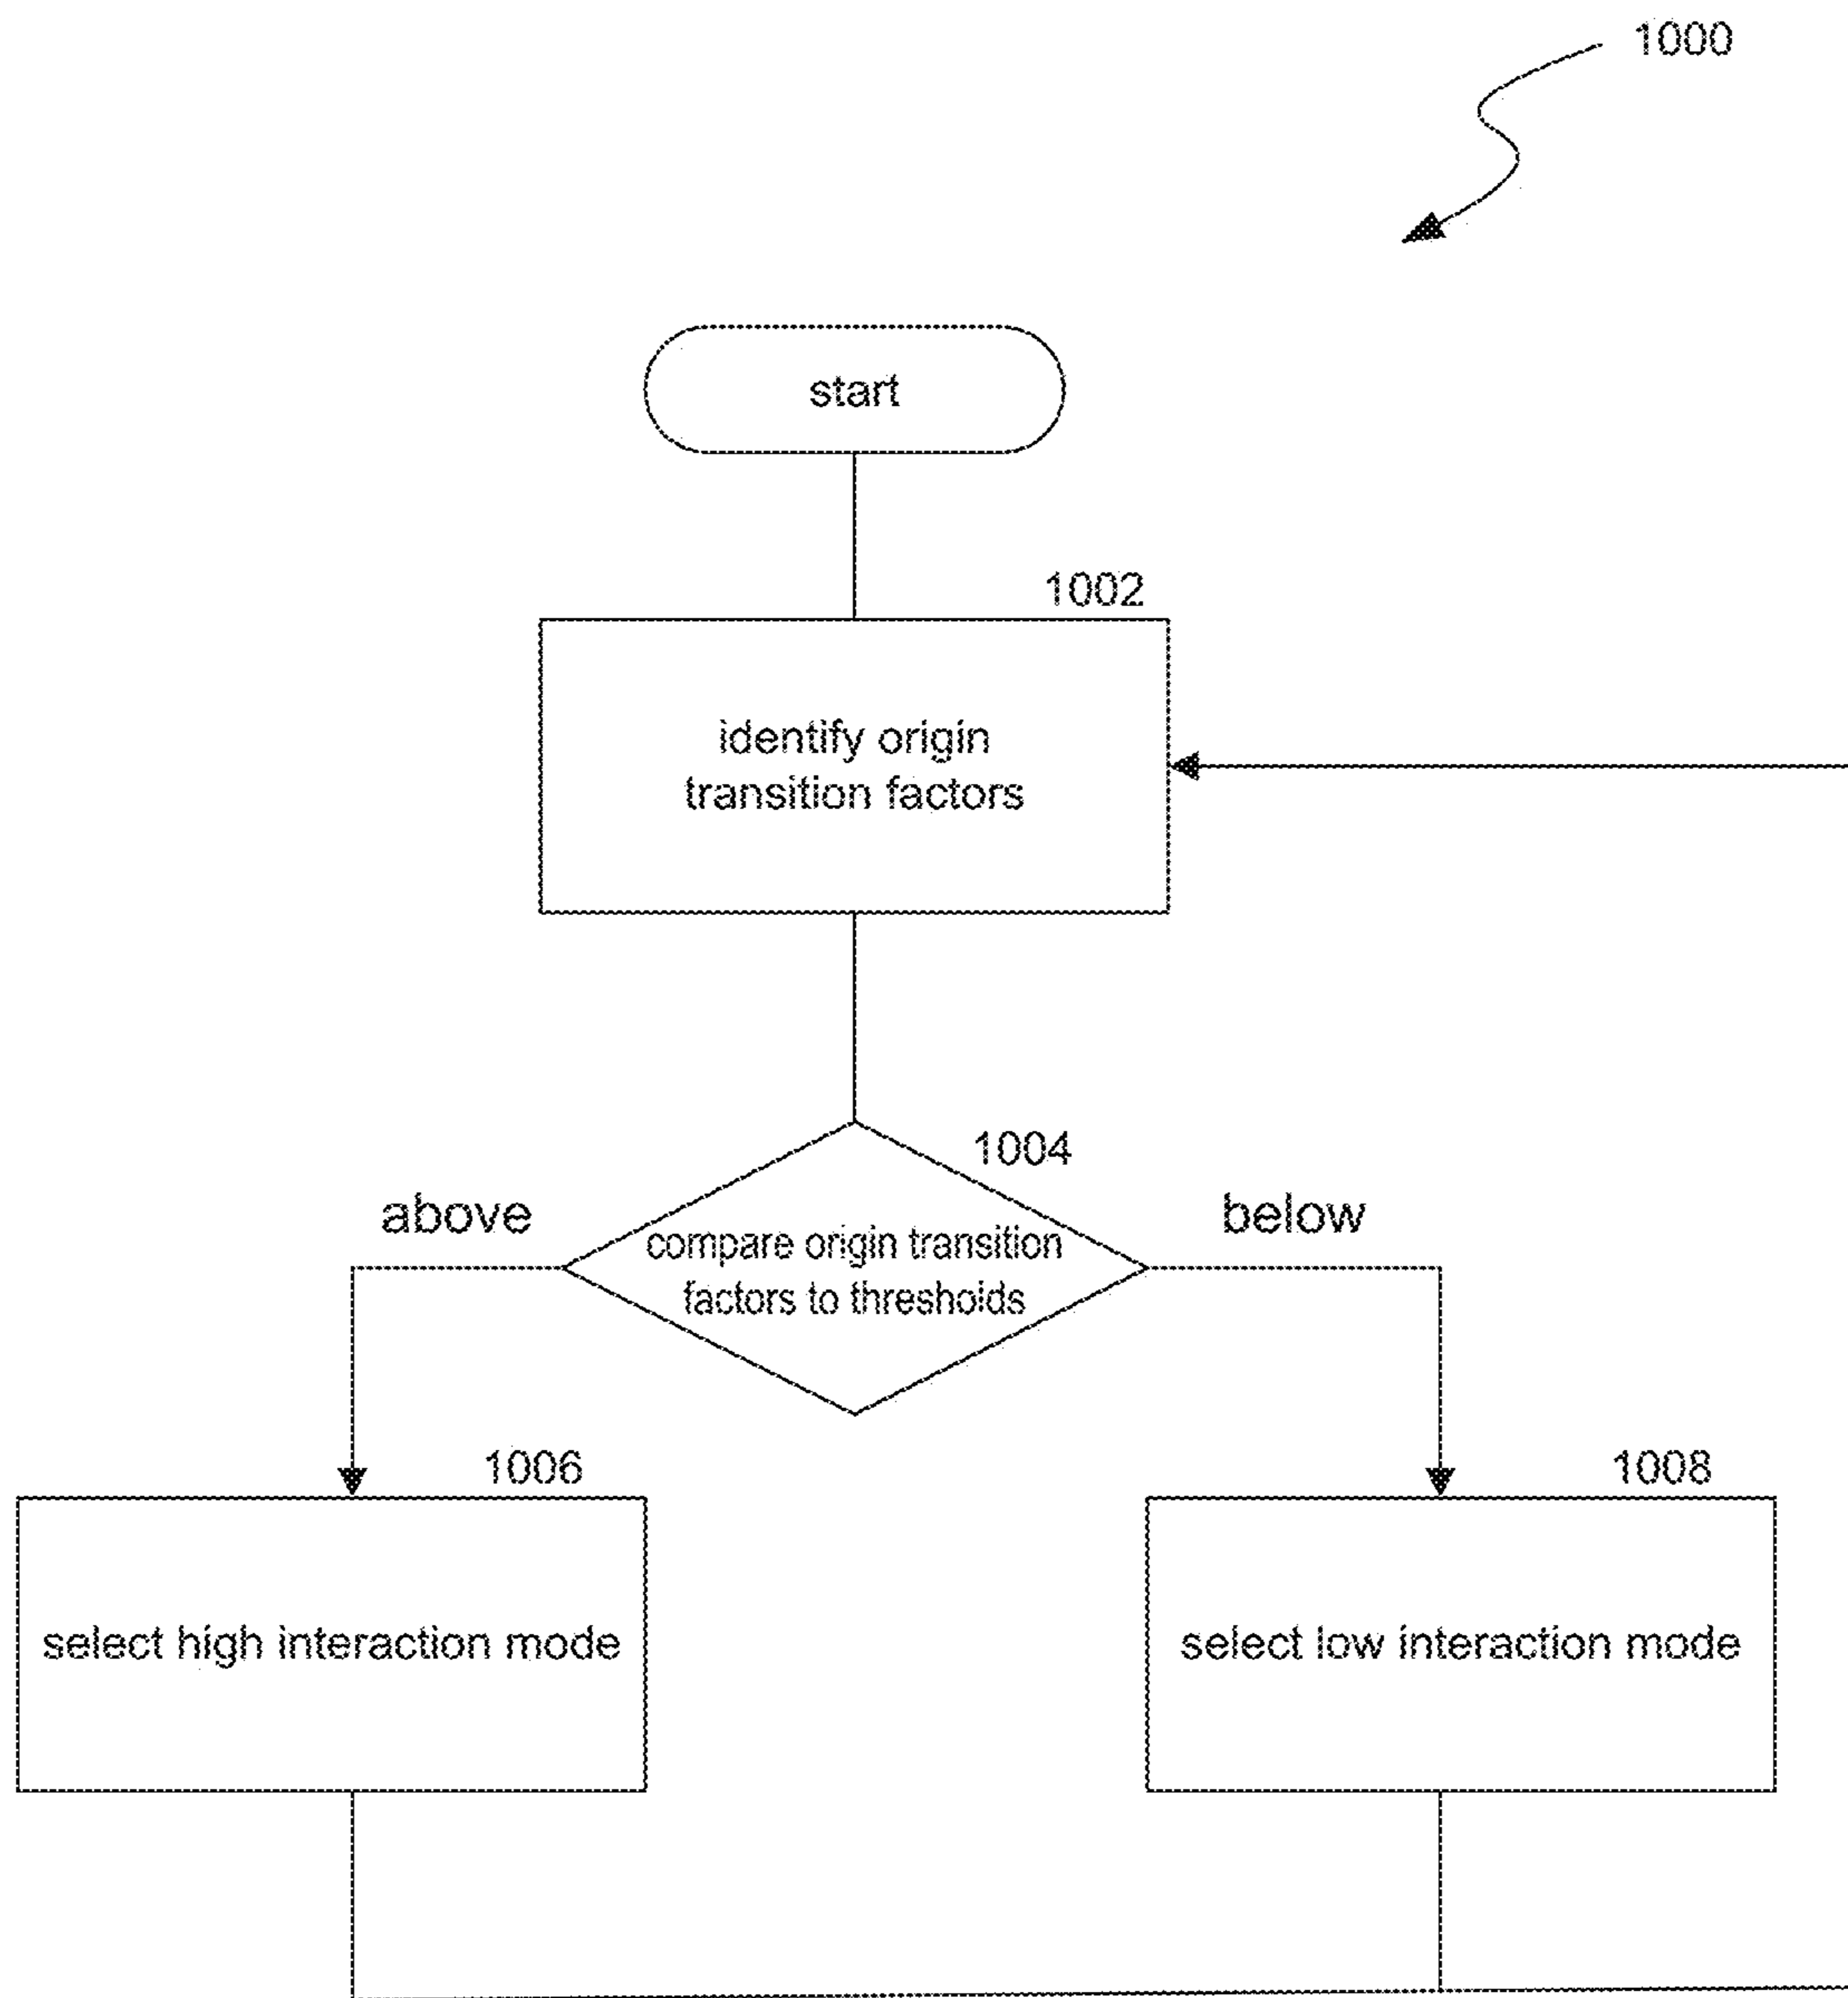 1000
start
1002
identify origin
transition factors
1004
above
below
compare origin transition
factors to thresholds
1006
1008
select high interaction mode
select low interaction mode